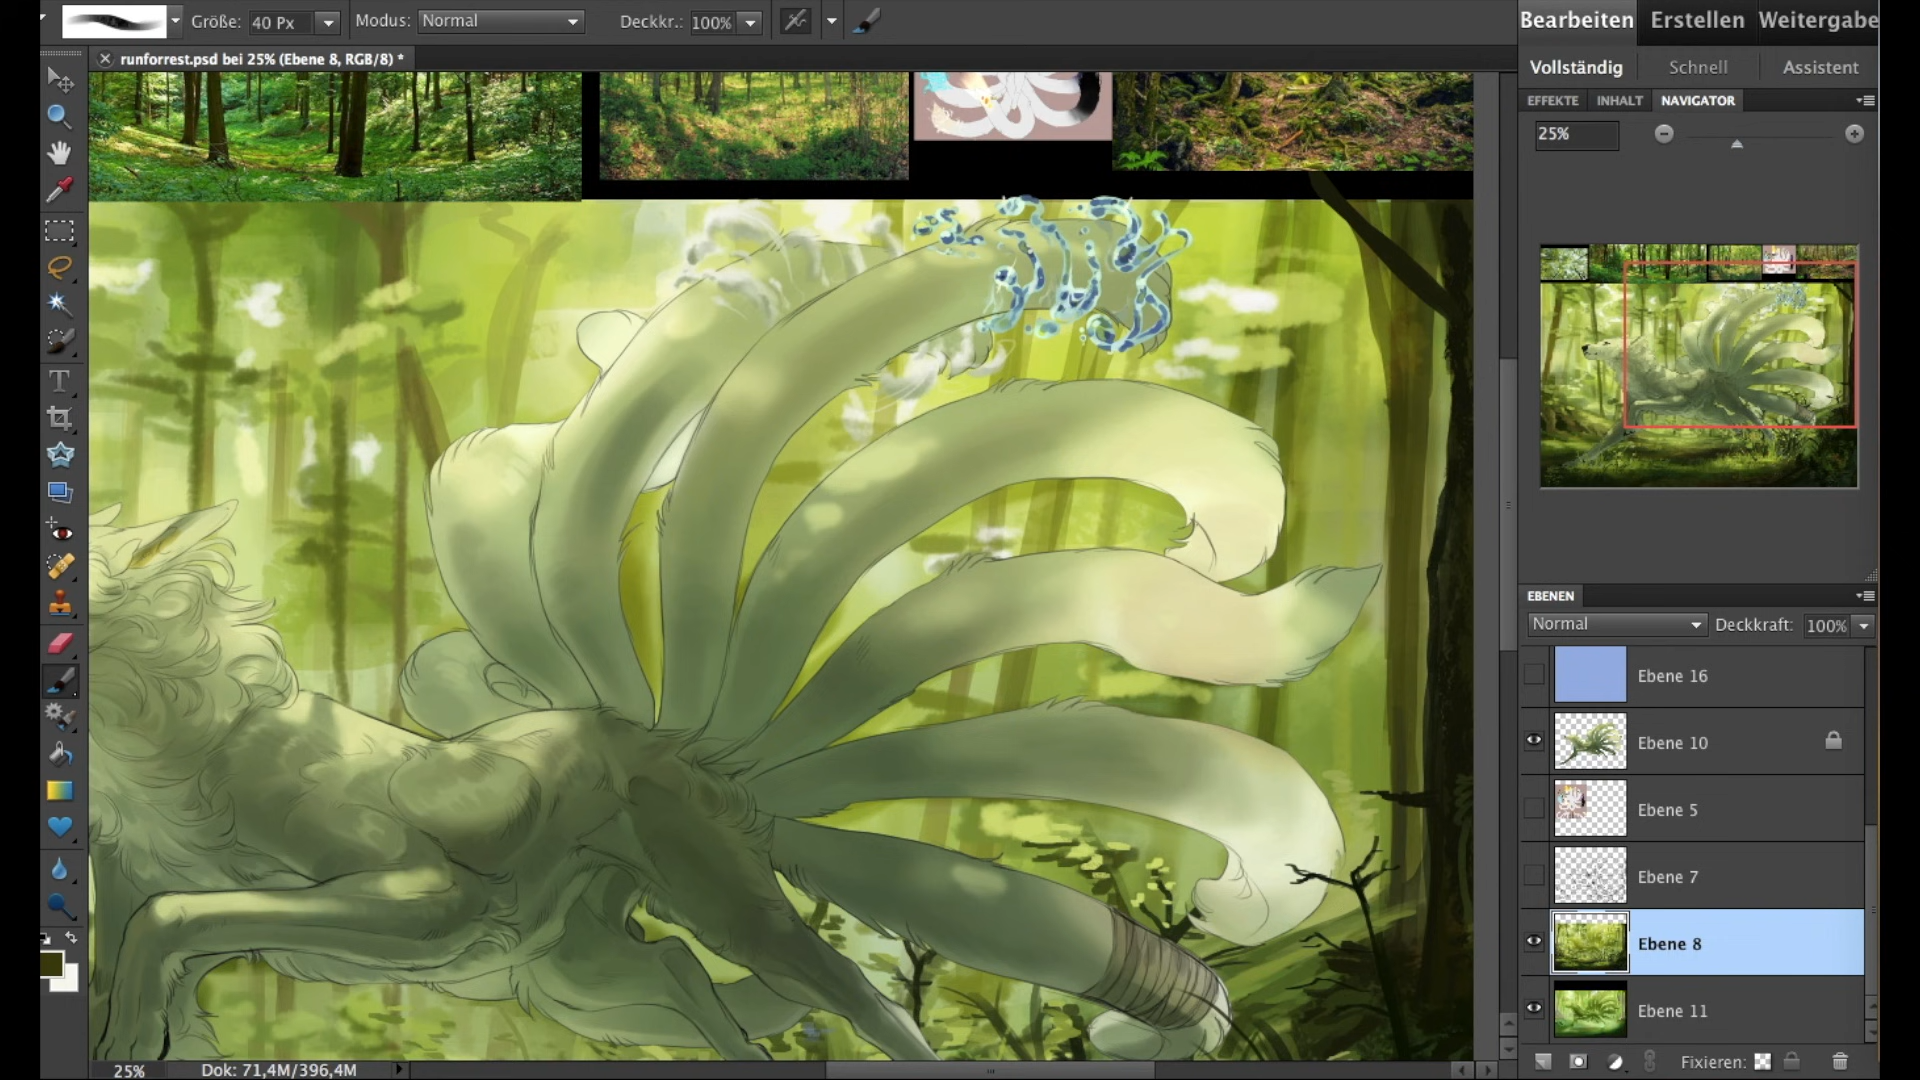 Größe: 40 Px Modus: Normal Deckkr.: 100%
Bearbeiten Erstellen Weitergabe
runforrest.psd bei 25% (Ebene 8, RGB/8) *
Vollständig Schnell Assistent
EFFEKTE INHALT NAVIGATOR
25%
EBENEN
Normal Deckkraft: 100%
Ebene 16
Ebene 10
Ebene 5
Ebene 7
Ebene 8
Ebene 11
Fixieren:
25% Dok: 71,4M/396,4M